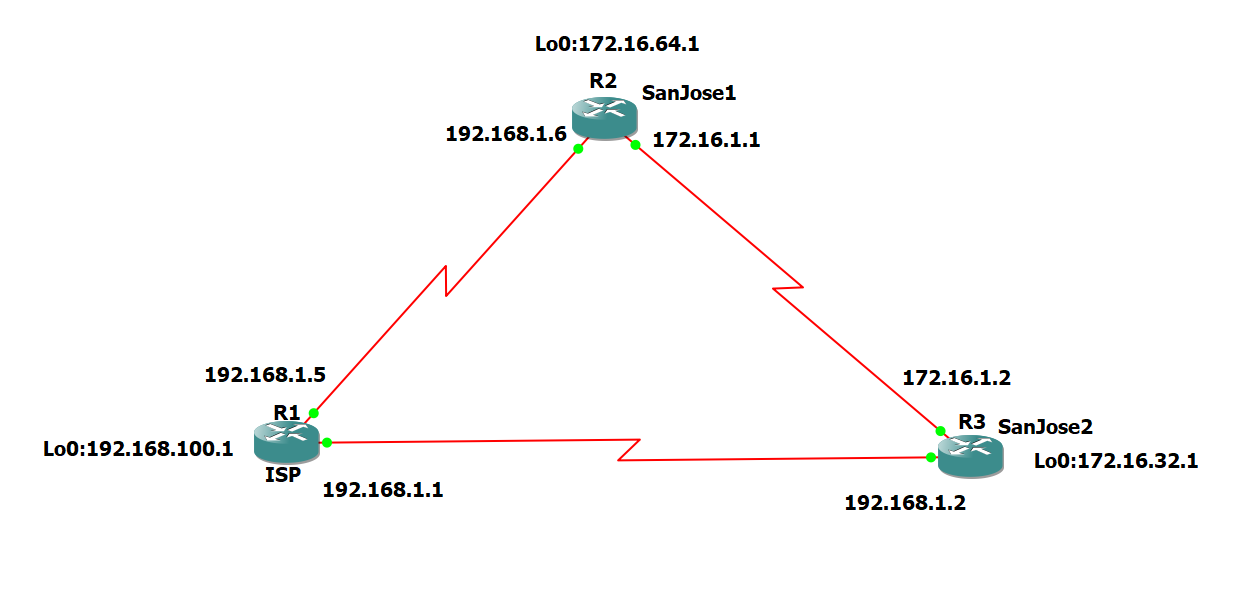 Lo0:172.16.64.1
R2
SanJose1
192.168.1.6
172.16.1.1
192.168.1.5
172.16.1.2
R1
R3
SanJose2
Lo0:192.168.100.1
Lo0:172.16.32.1
ISP
192.168.1.1
192.168.1.2